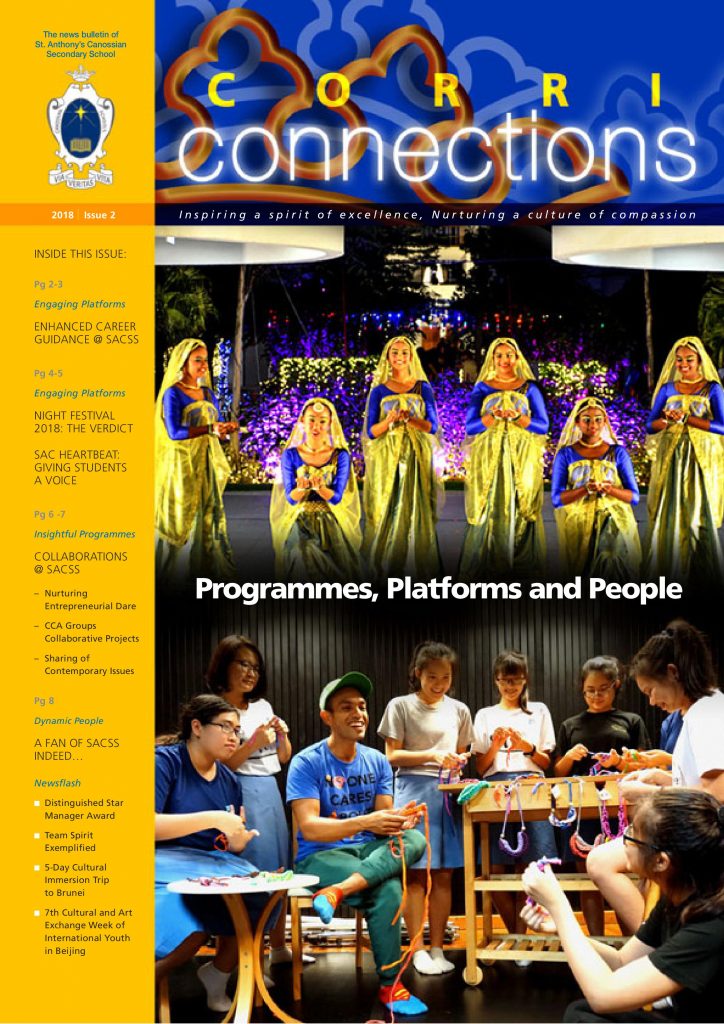 The news bulletin of
St. Anthony's Canossian
Secondary School
VIA VERITAS VITA
2018 | Issue 2
CORRI
connections
Inspiring a spirit of excellence, Nurturing a culture of compassion
INSIDE THIS ISSUE:
Pg 2-3
Engaging Platforms
ENHANCED CAREER
GUIDANCE @ SACSS
Pg 4-5
Engaging Platforms
NIGHT FESTIVAL
2018: THE VERDICT
SAC HEARTBEAT:
GIVING STUDENTS
A VOICE
Pg 6 -7
Insightful Programmes
COLLABORATIONS
@ SACSS
– Nurturing
Entrepreneurial Dare
– CCA Groups
Collaborative Projects
– Sharing of
Contemporary Issues
Pg 8
Dynamic People
A FAN OF SACSS
INDEED…
Newsflash
Distinguished Star
Manager Award
Team Spirit
Exemplified
5-Day Cultural
Immersion Trip
to Brunei
7th Cultural and Art
Exchange Week of
International Youth
in Beijing
Programmes, Platforms and People
CARES